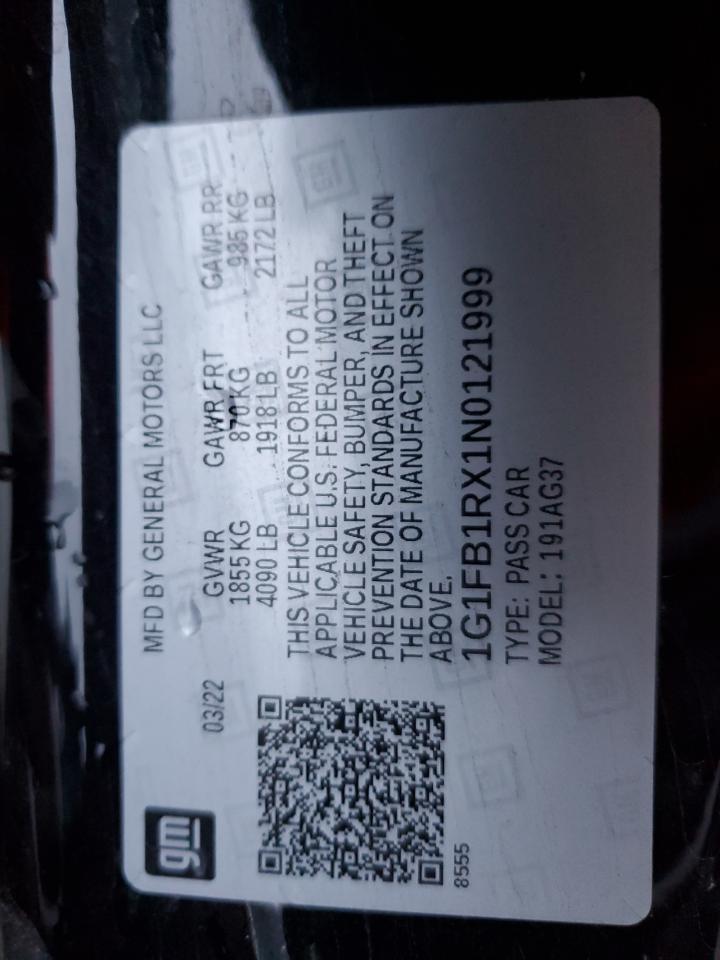 gm
MFD BY GENERAL MOTORS LLC
03/22
GVWR GAWR FRT GAWR RR
1855 KG 870 KG 985 KG
4090 LB 1918 LB 2172 LB
THIS VEHICLE CONFORMS TO ALL
APPLICABLE U.S. FEDERAL MOTOR
VEHICLE SAFETY, BUMPER, AND THEFT
PREVENTION STANDARDS IN EFFECT ON
THE DATE OF MANUFACTURE SHOWN
ABOVE.
1G1FB1RX1N0121999
8555
TYPE: PASS CAR
MODEL: 191AG37